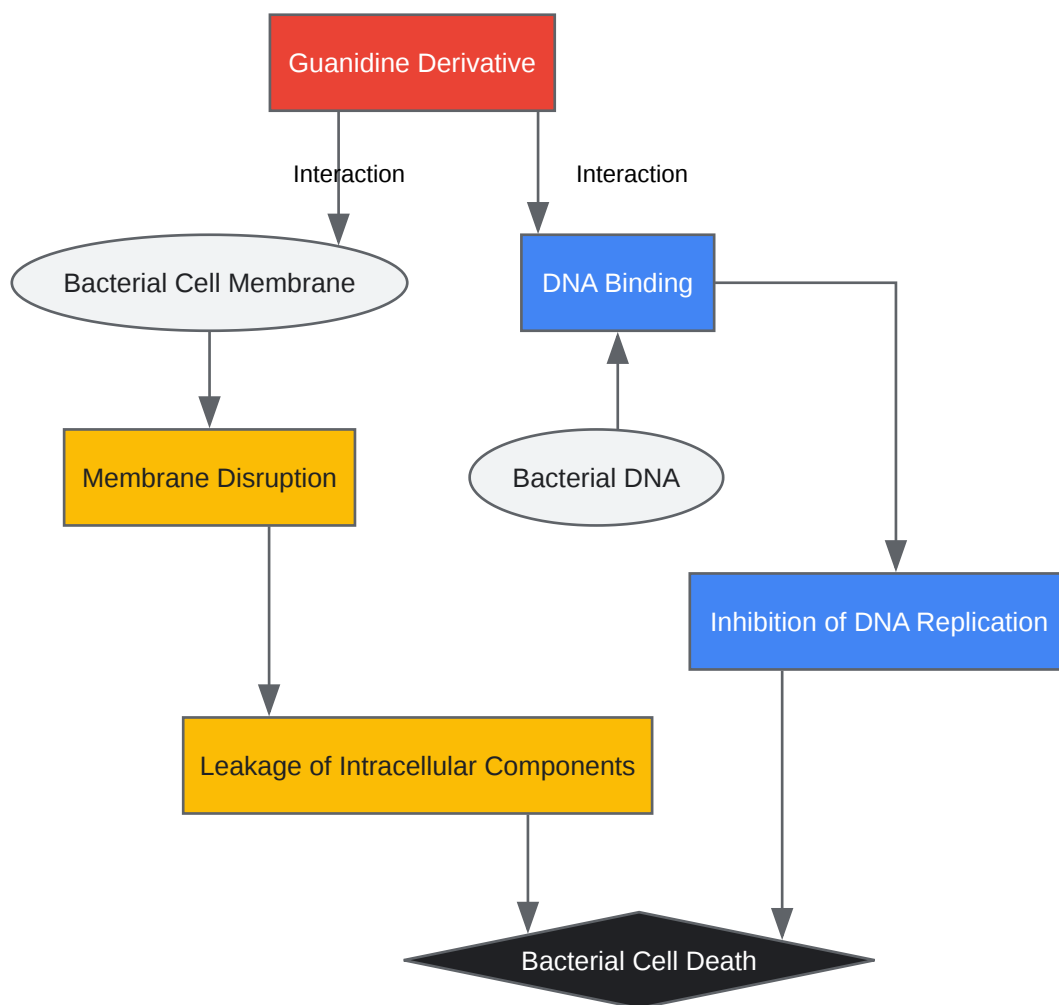 Guanidine Derivative
Interaction
Interaction
Bacterial Cell Membrane
DNA Binding
Membrane Disruption
Bacterial DNA
Inhibition of DNA Replication
Leakage of Intracellular Components
Bacterial Cell Death